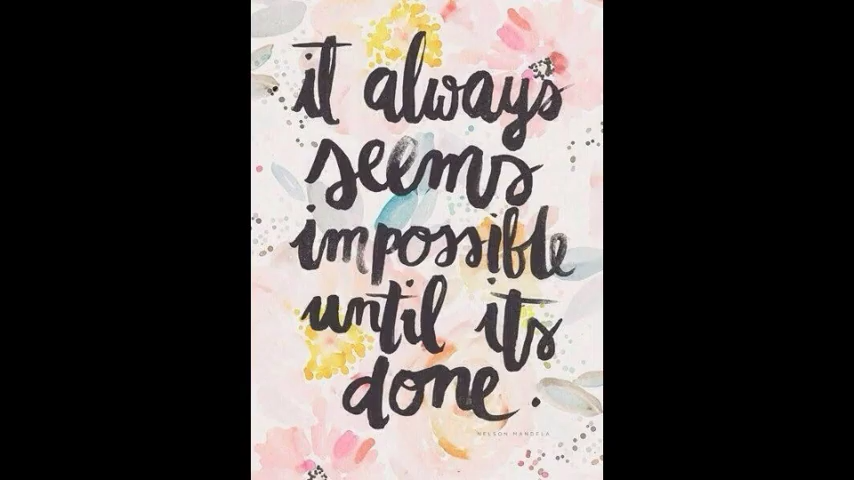 it always
seems
impossible
until its
done.
NELSON MANDELA